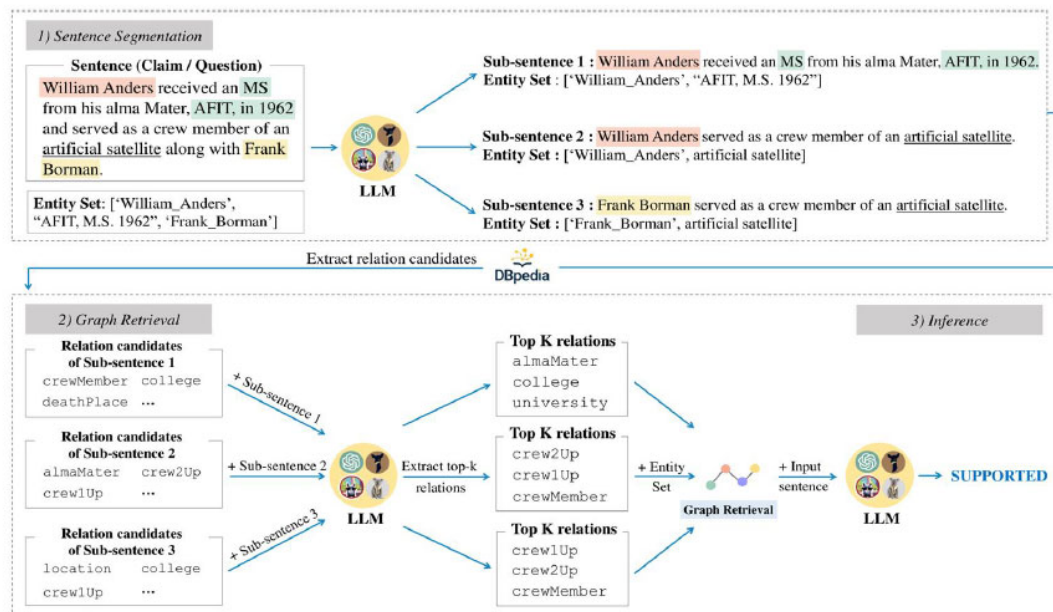 1) Sentence Segmentation
Sentence (Claim / Question)
William Anders received an MS
from his alma Mater, AFIT, in 1962
and served as a crew member of an
artificial satellite along with Frank
Borman.
Entity Set: ['William_Anders',
“AFIT, M.S. 1962”, 'Frank_Borman']
LLM
Sub-sentence 1 : William Anders received an MS from his alma Mater, AFIT, in 1962.
Entity Set : ['William_Anders', “AFIT, M.S. 1962”]
Sub-sentence 2 : William Anders served as a crew member of an artificial satellite.
Entity Set : ['William_Anders', artificial satellite]
Sub-sentence 3 : Frank Borman served as a crew member of an artificial satellite.
Entity Set : ['Frank_Borman', artificial satellite]
Extract relation candidates
DBpedia
2) Graph Retrieval
3) Inference
Relation candidates
of Sub-sentence 1
crewMember college
deathPlace ...
+ Sub-sentence 1
Relation candidates
of Sub-sentence 2
almaMater crew2Up
crew1Up ...
+ Sub-sentence 2
Relation candidates
of Sub-sentence 3
location college
crew1Up ...
+ Sub-sentence 3
LLM
Extract top-k
relations
Top K relations
almaMater
college
university
Top K relations
crew2Up
crew1Up
crewMember
Top K relations
crew1Up
crew2Up
crewMember
+ Entity
Set
Graph Retrieval
+ Input
sentence
LLM
SUPPORTED